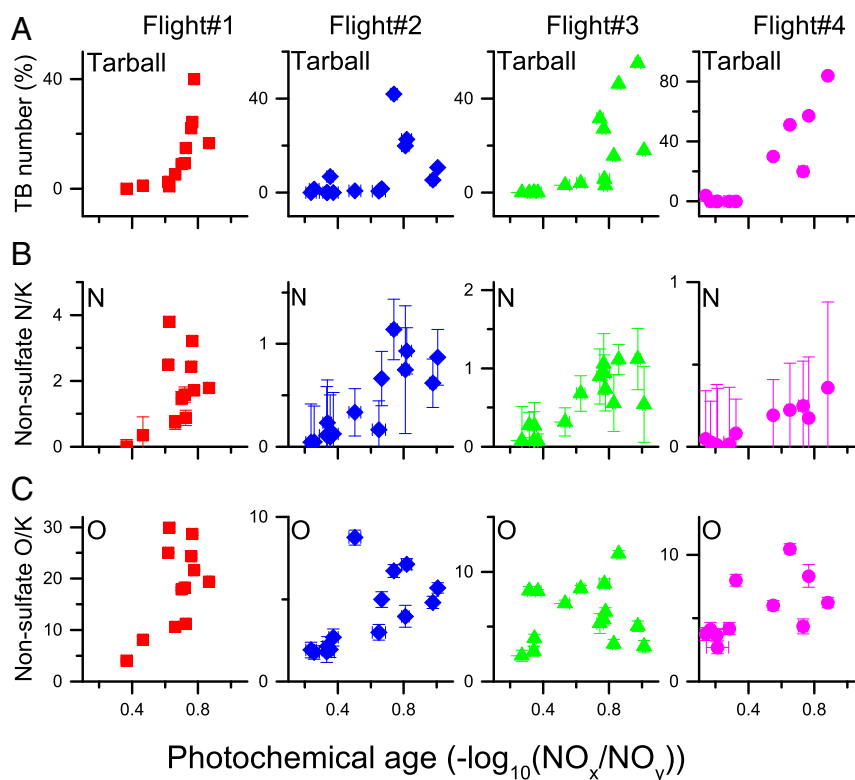 A
Flight#1 Flight#2 Flight#3 Flight#4
Tarball Tarball Tarball Tarball
TB number (%)
40
0
40
0
40
0
80
40
0
B
N N N N
Non-sulfate N/K
4
2
0
1
0
2
1
0
1
0
C
O O O O
Non-sulfate O/K
30
20
10
0
10
0
10
0
10
0
0.4 0.8 0.4 0.8 0.4 0.8 0.4 0.8
Photochemical age (-log10(NOx/NOy))